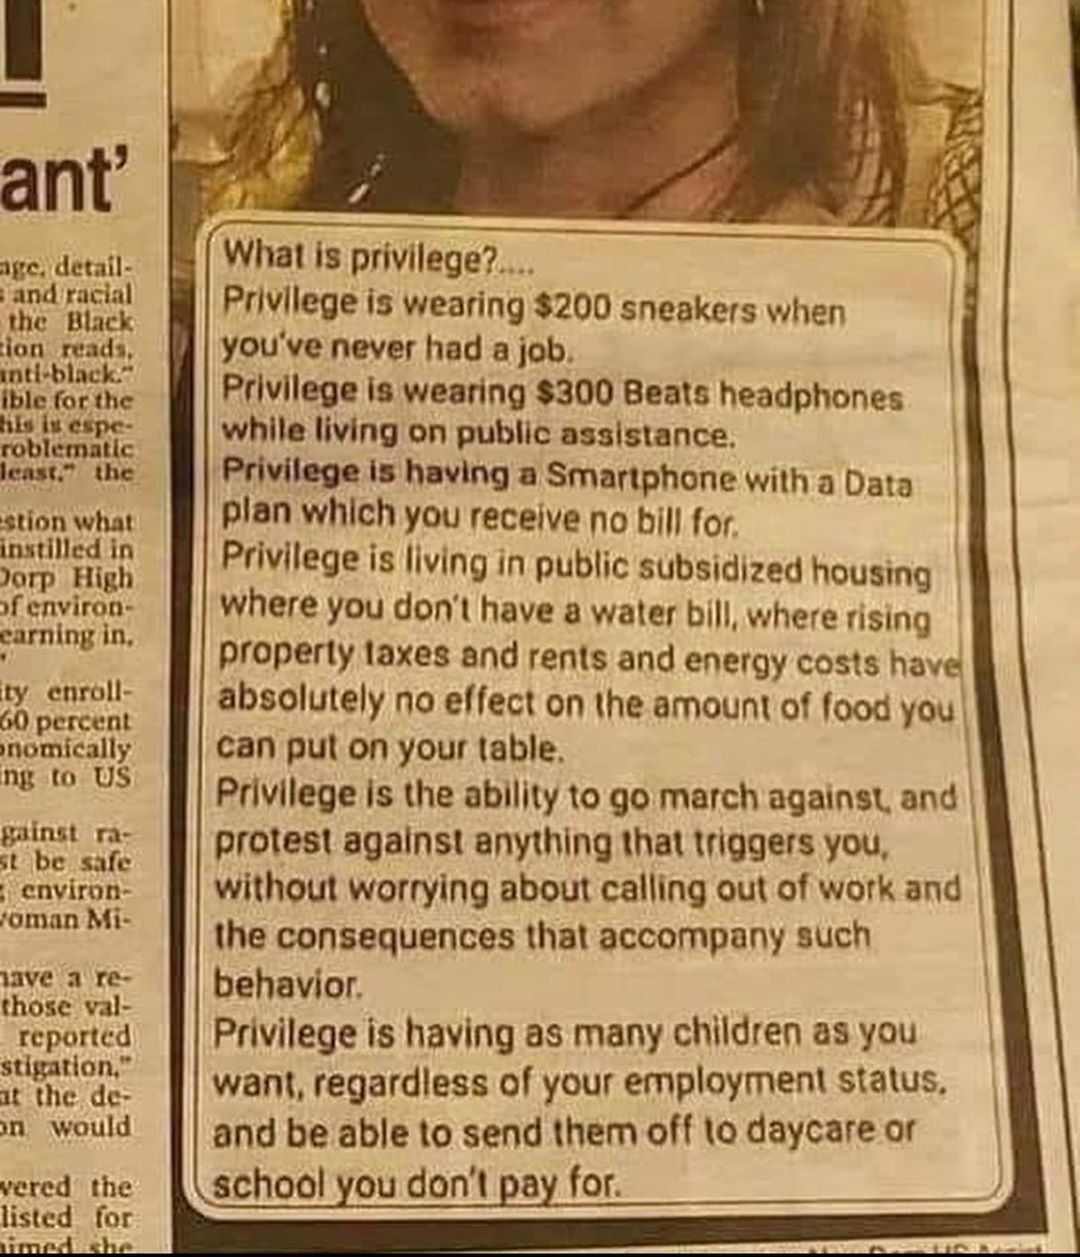 ant'
age, detail-
and racial
the Black
tion reads,
anti-black."
ible for the
his is espe-
roblematic
least," the
estion what
instilled in
Dorp High
of environ-
earning in,
ity enroll-
60 percent
onomically
ing to US
gainst ra-
st be safe
environ-
woman Mi-
have a re-
those val-
reported
stigation,"
at the de-
on would
wered the
listed for
aimed she
What is privilege?....
Privilege is wearing $200 sneakers when
you've never had a job.
Privilege is wearing $300 Beats headphones
while living on public assistance.
Privilege is having a Smartphone with a Data
plan which you receive no bill for.
Privilege is living in public subsidized housing
where you don't have a water bill, where rising
property taxes and rents and energy costs have
absolutely no effect on the amount of food you
can put on your table.
Privilege is the ability to go march against, and
protest against anything that triggers you,
without worrying about calling out of work and
the consequences that accompany such
behavior.
Privilege is having as many children as you
want, regardless of your employment status,
and be able to send them off to daycare or
school you don't pay for.